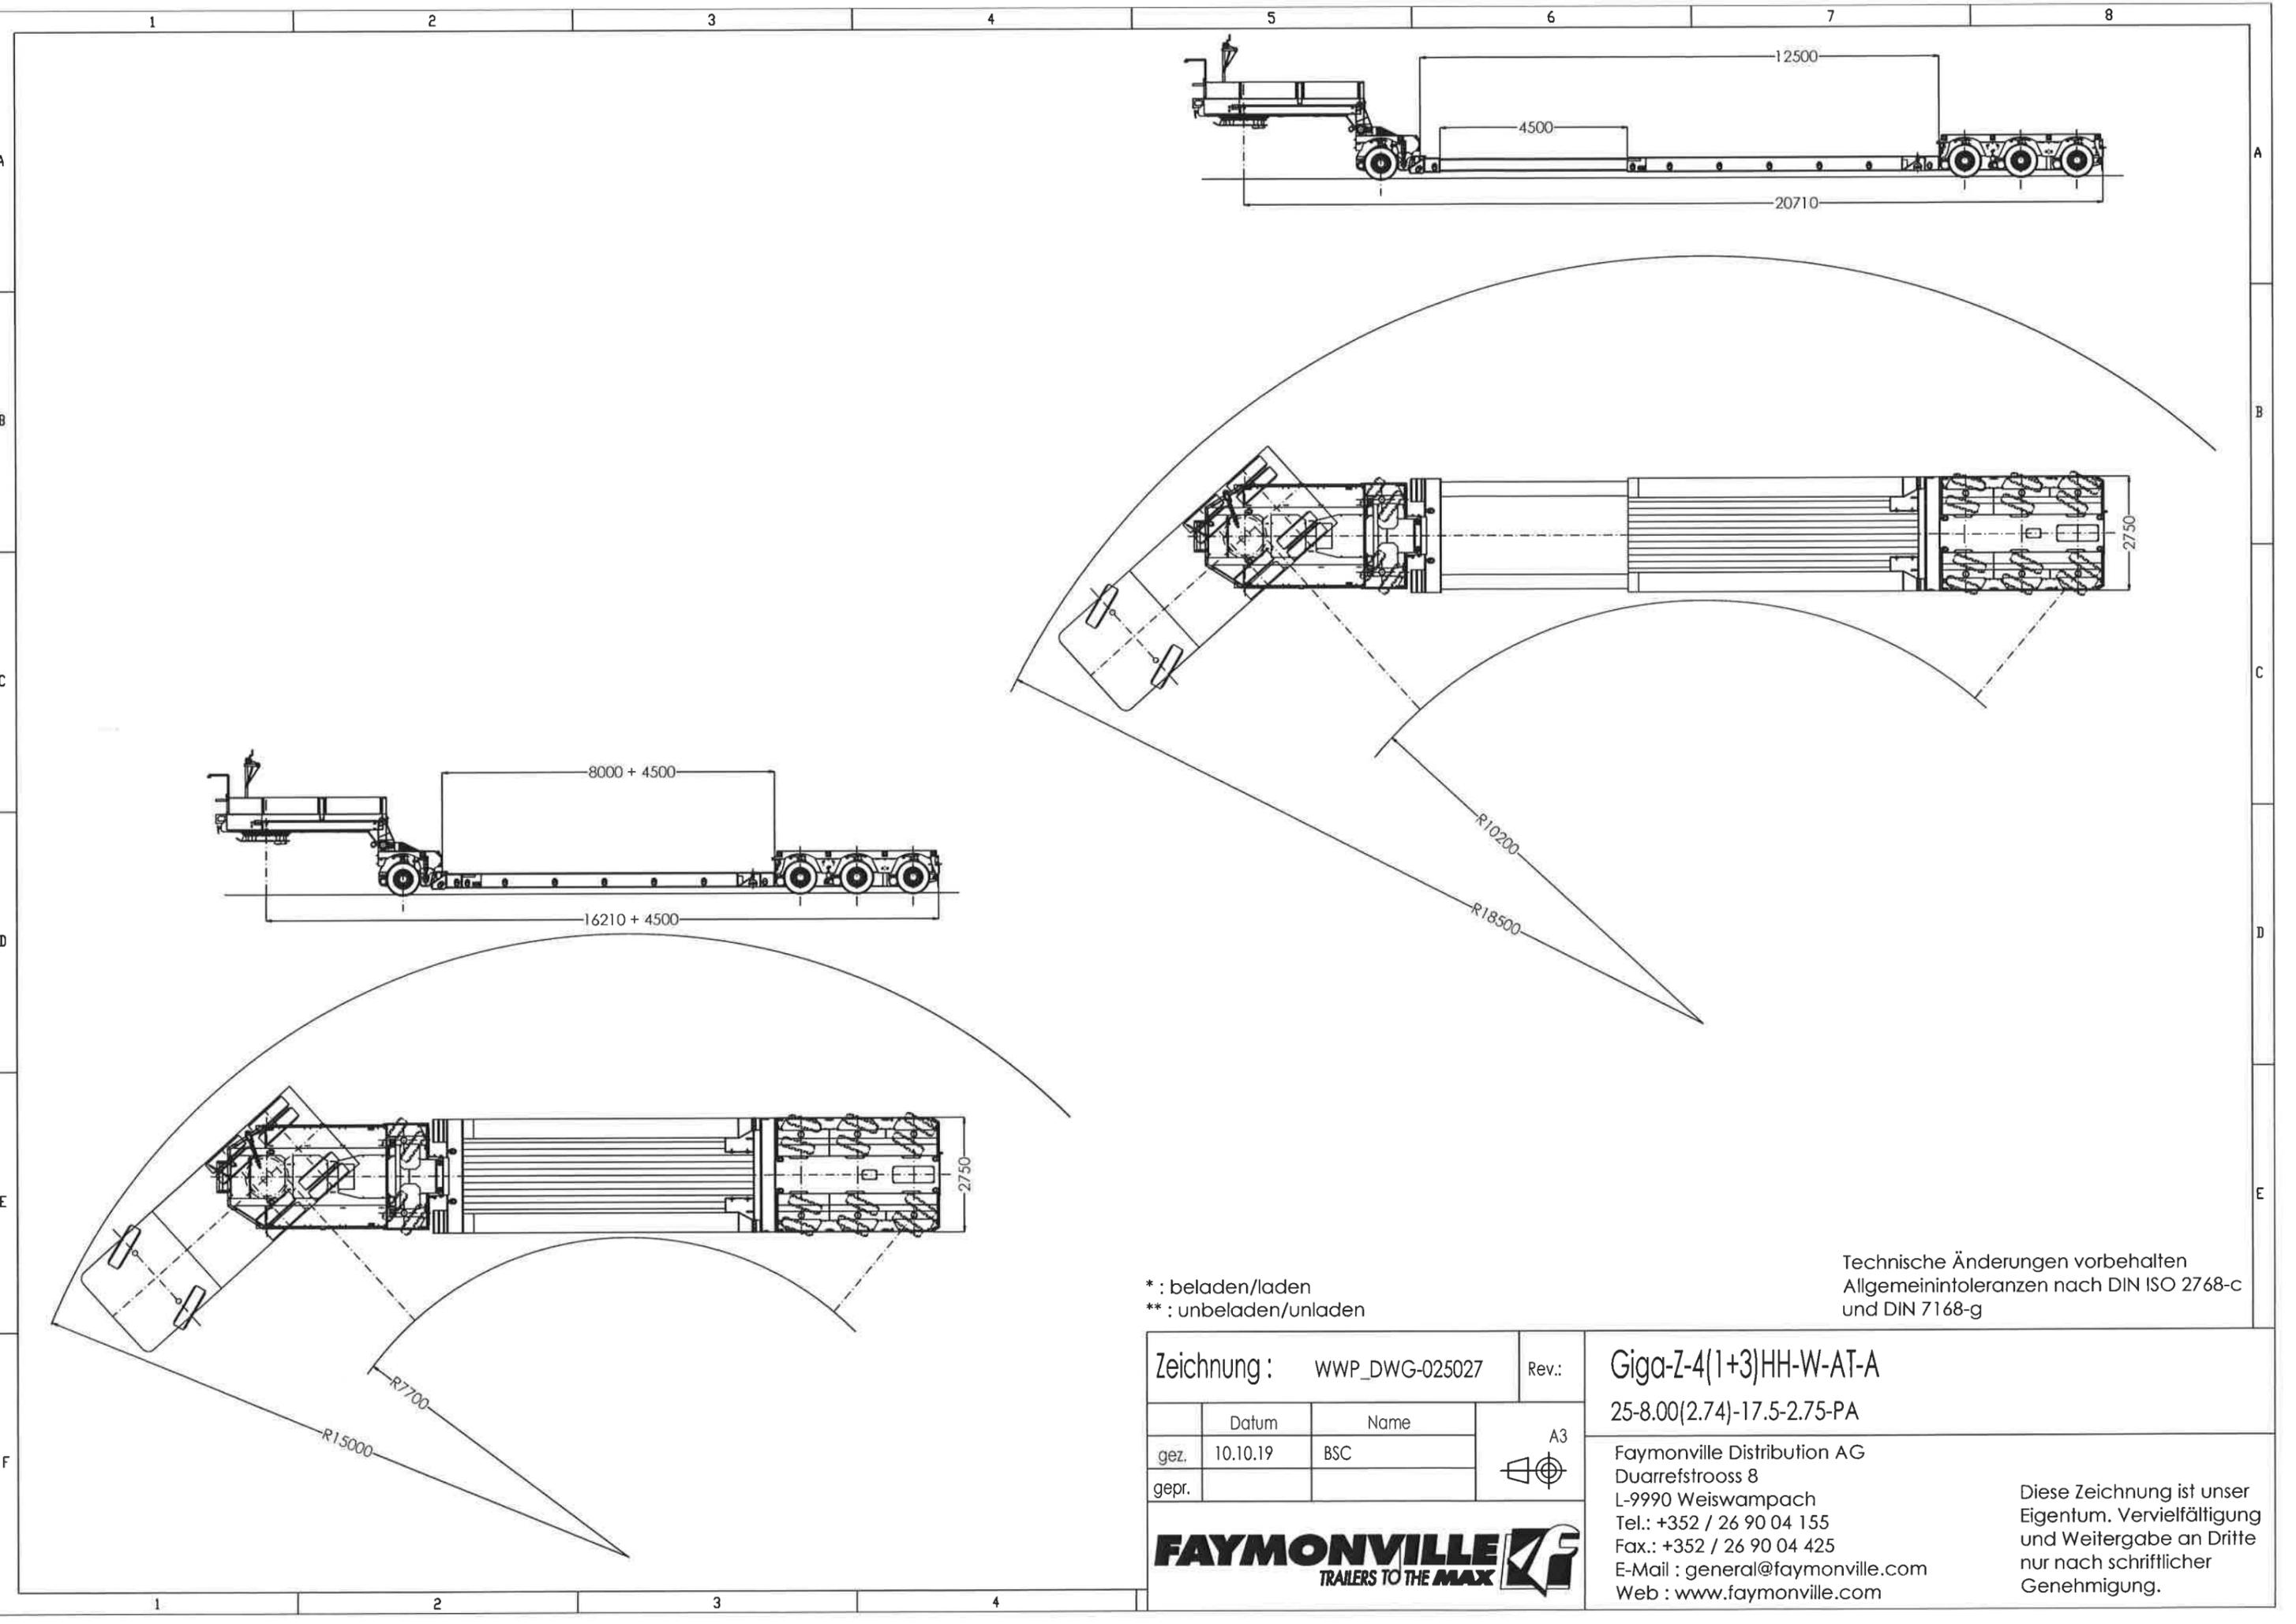 1 2 3 4 5 6 7 8
A
A
12500
4500
20710
B
B
2750
C
C
8000 + 4500
R10200
R18500
16210 + 4500
D
D
2750
E
E
R7700
R15000
F
* : beladen/laden
** : unbeladen/unladen
Technische Änderungen vorbehalten
Allgemeinintoleranzen nach DIN ISO 2768-c
und DIN 7168-g
Zeichnung : WWP_DWG-025027 Rev.:
Giga-Z-4(1+3)HH-W-AT-A
25-8.00(2.74)-17.5-2.75-PA
Datum Name
A3
gez. 10.10.19 BSC
gepr.
FAYMONVILLE
TRAILERS TO THE MAX
Faymonville Distribution AG
Duarrefstrooss 8
L-9990 Weiswampach
Tel.: +352 / 26 90 04 155
Fax.: +352 / 26 90 04 425
E-Mail : general@faymonville.com
Web : www.faymonville.com
Diese Zeichnung ist unser
Eigentum. Vervielfältigung
und Weitergabe an Dritte
nur nach schriftlicher
Genehmigung.
1 2 3 4